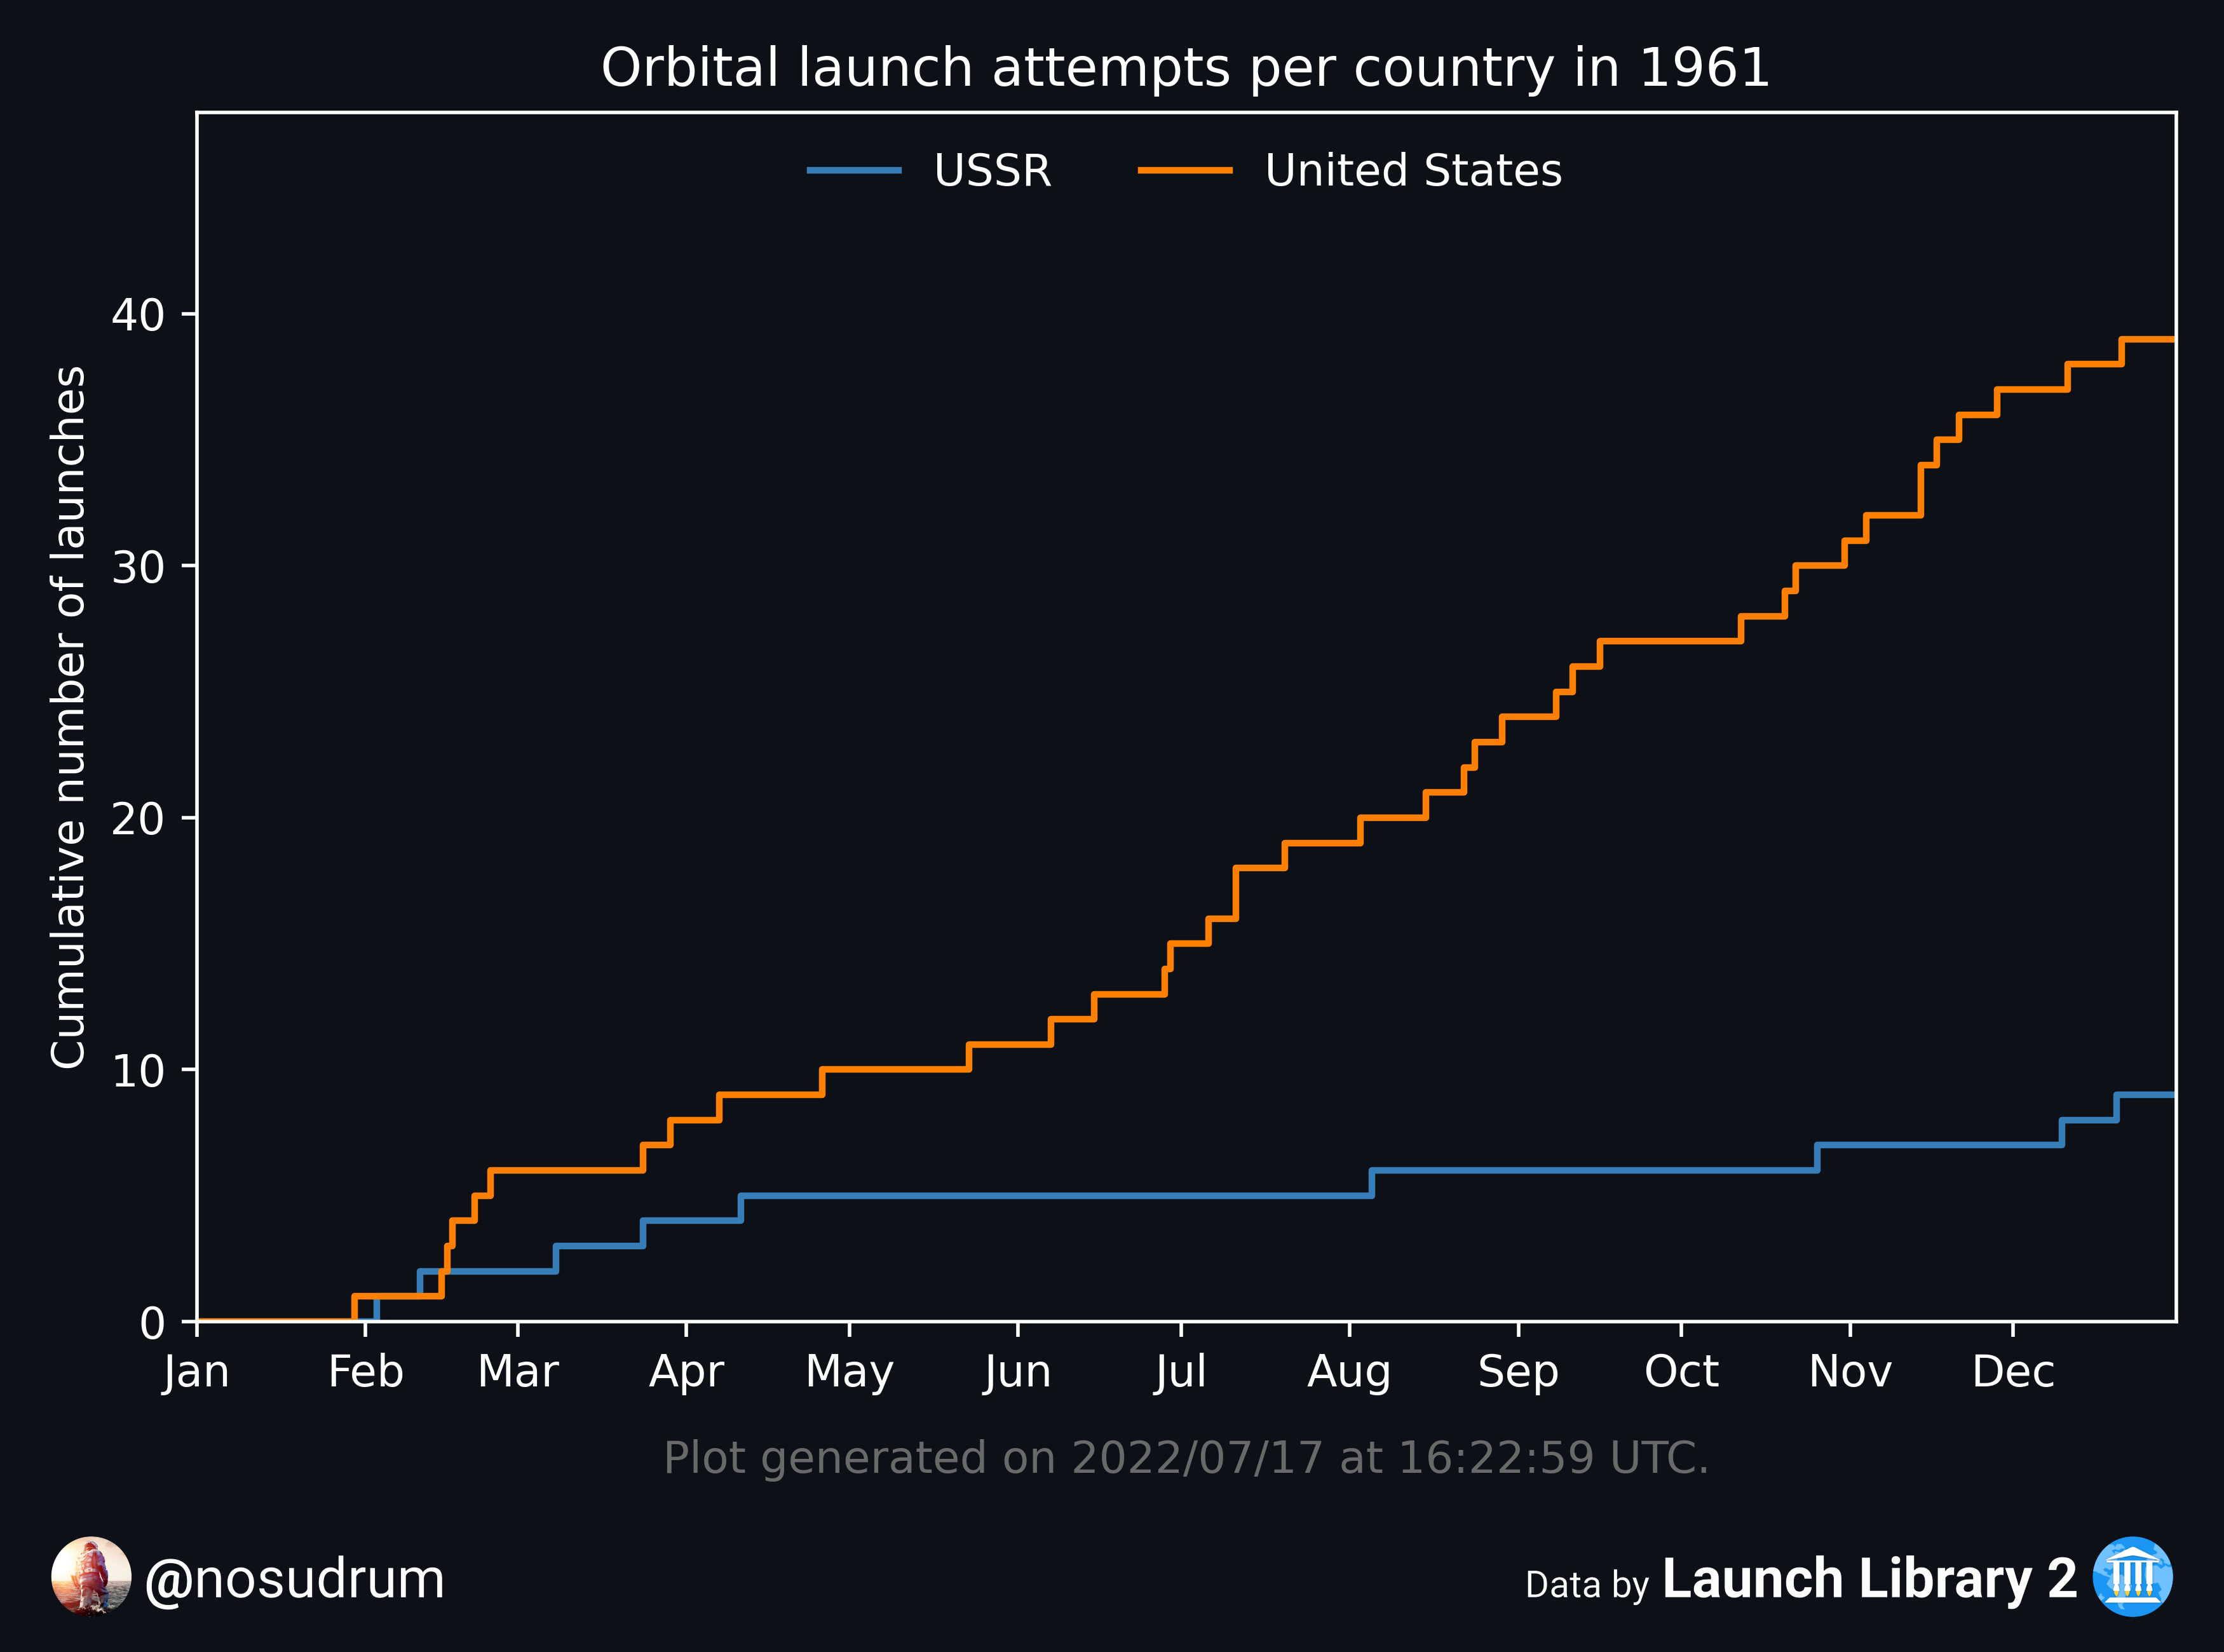 Orbital launch attempts per country in 1961
USSR United States
Cumulative number of launches
40
30
20
10
0
Jan Feb Mar Apr May Jun Jul Aug Sep Oct Nov Dec
Plot generated on 2022/07/17 at 16:22:59 UTC.
@nosudrum
Data by Launch Library 2